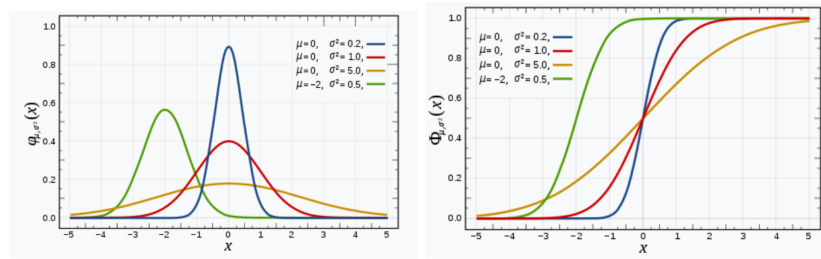 1.0
0.8
0.6
0.4
0.2
0.0
φμ,σ²(x)
μ=0, σ²=0.2,
μ=0, σ²=1.0,
μ=0, σ²=5.0,
μ=−2, σ²=0.5,
−5 −4 −3 −2 −1 0 1 2 3 4 5
x
1.0
0.8
0.6
0.4
0.2
0.0
Φμ,σ²(x)
μ=0, σ²=0.2,
μ=0, σ²=1.0,
μ=0, σ²=5.0,
μ=−2, σ²=0.5,
−5 −4 −3 −2 −1 0 1 2 3 4 5
x